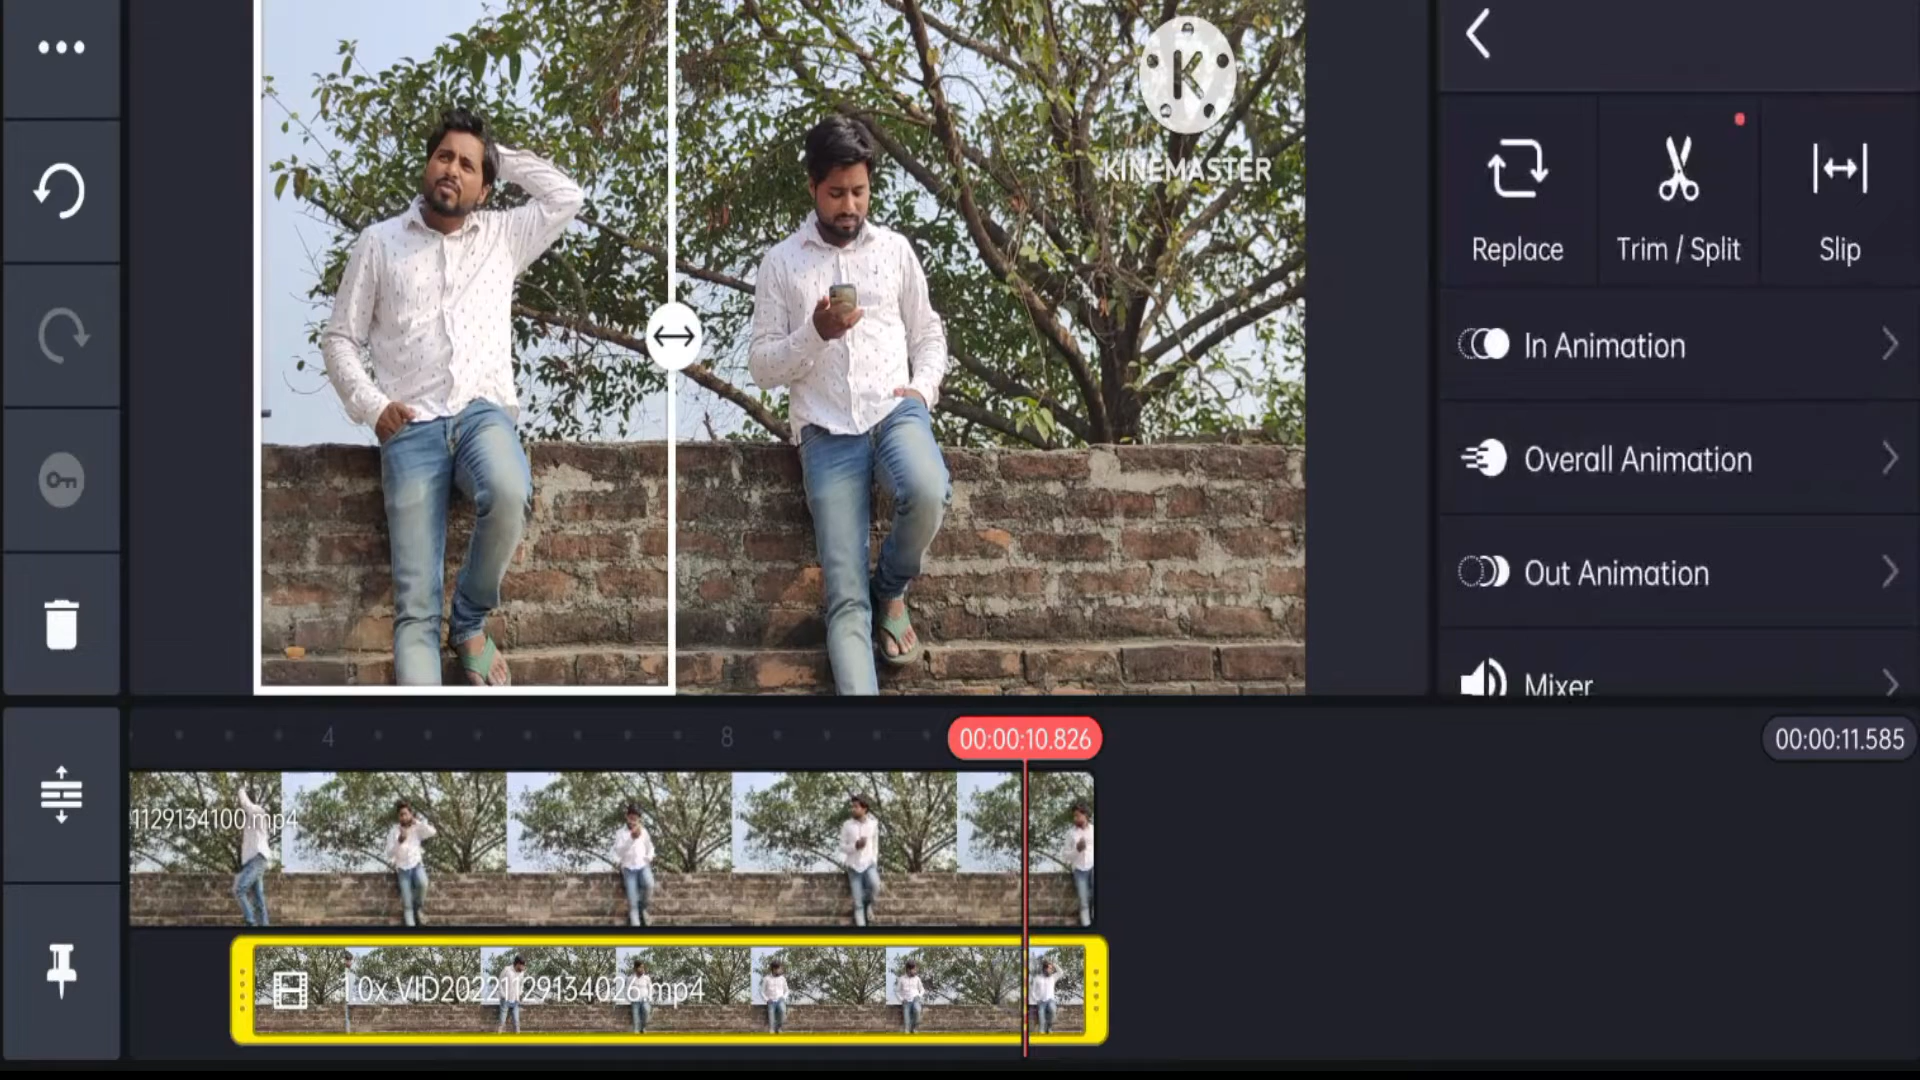 KINEMASTER
Replace
Trim / Split
Slip
In Animation
Overall Animation
Out Animation
Mixer
4
8
00:00:10.826
00:00:11.585
1129134100.mp4
1.0x VID20221129134026.mp4